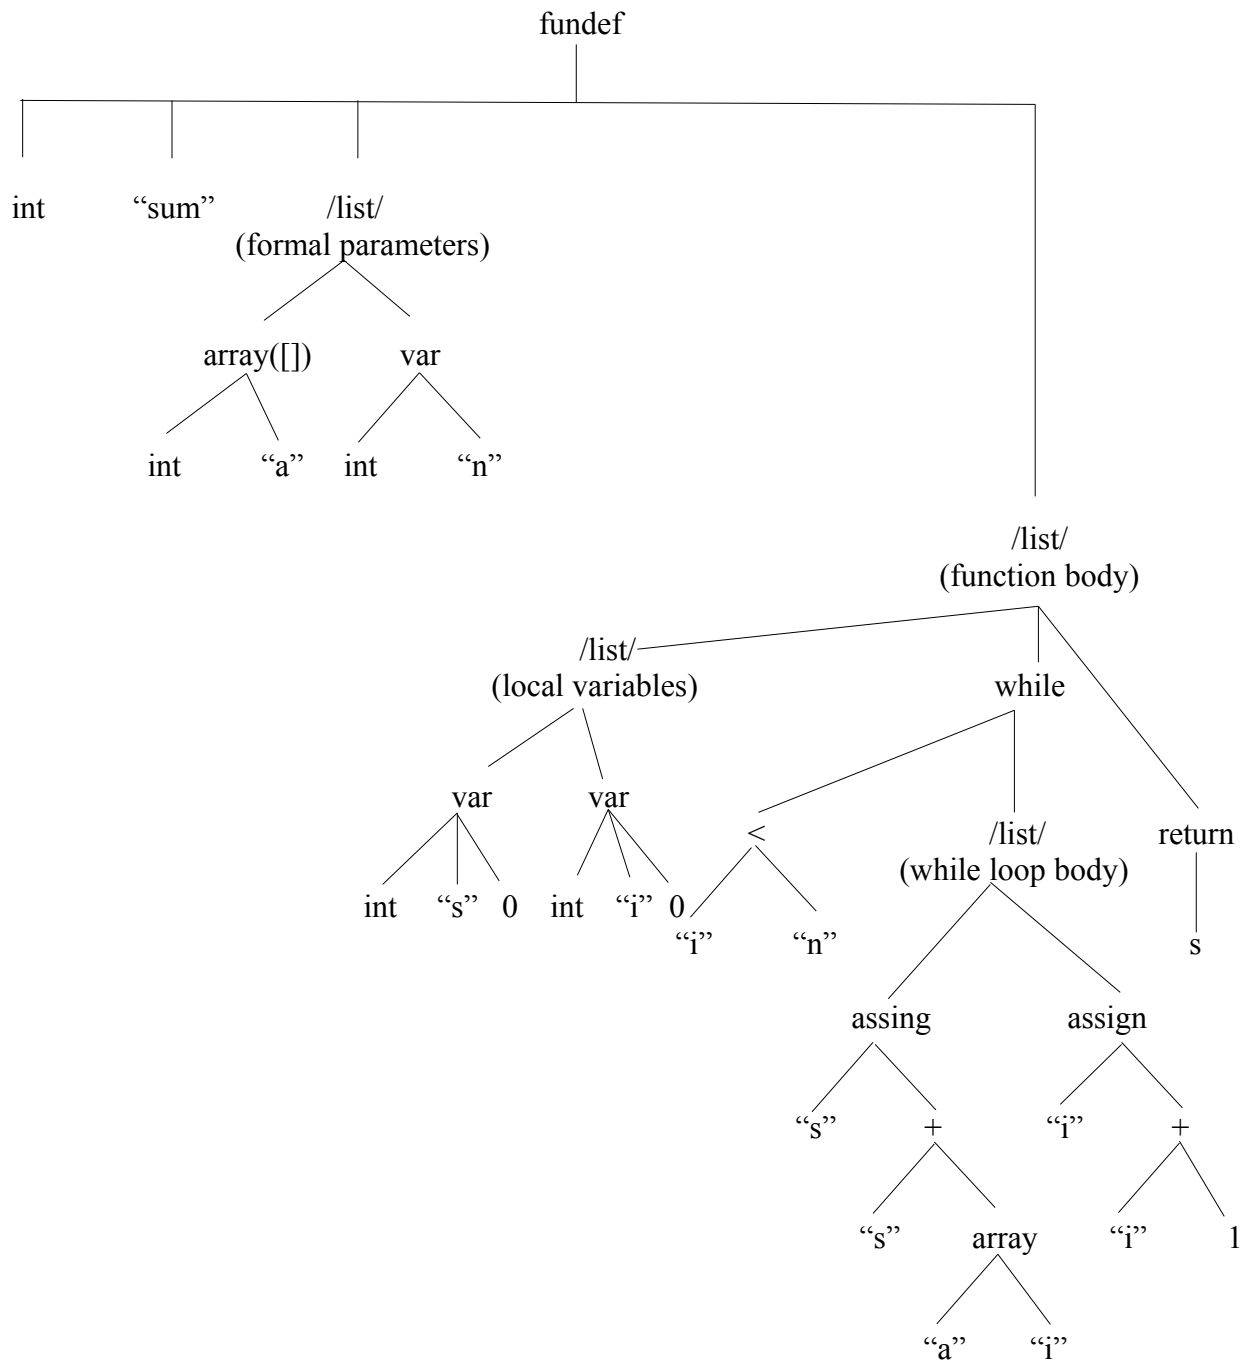 fundef
int “sum” /list/
(formal parameters)
array([]) var
int “a” int “n”
/list/
(function body)
/list/
(local variables) while
var var
< /list/ return
(while loop body)
int “s” 0 int “i” 0
“i” “n” s
assing assign
“s” + “i” +
“s” array “i” 1
“a” “i”